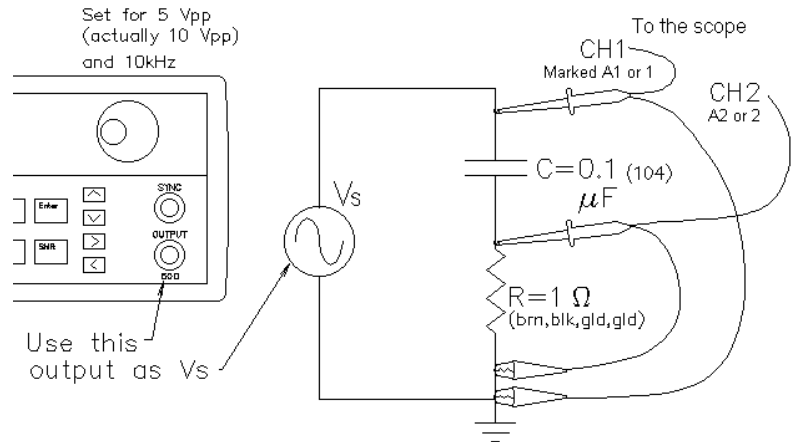 Set for 5 Vpp
(actually 10 Vpp)
and 10kHz
To the scope
CH1
Marked A1 or 1
CH2
A2 or 2
Enter
Shift
SYNC
OUTPUT
50Ω
Vs
C=0.1 (104)
μF
R=1 Ω
(brn,blk,gld,gld)
Use this
output as Vs